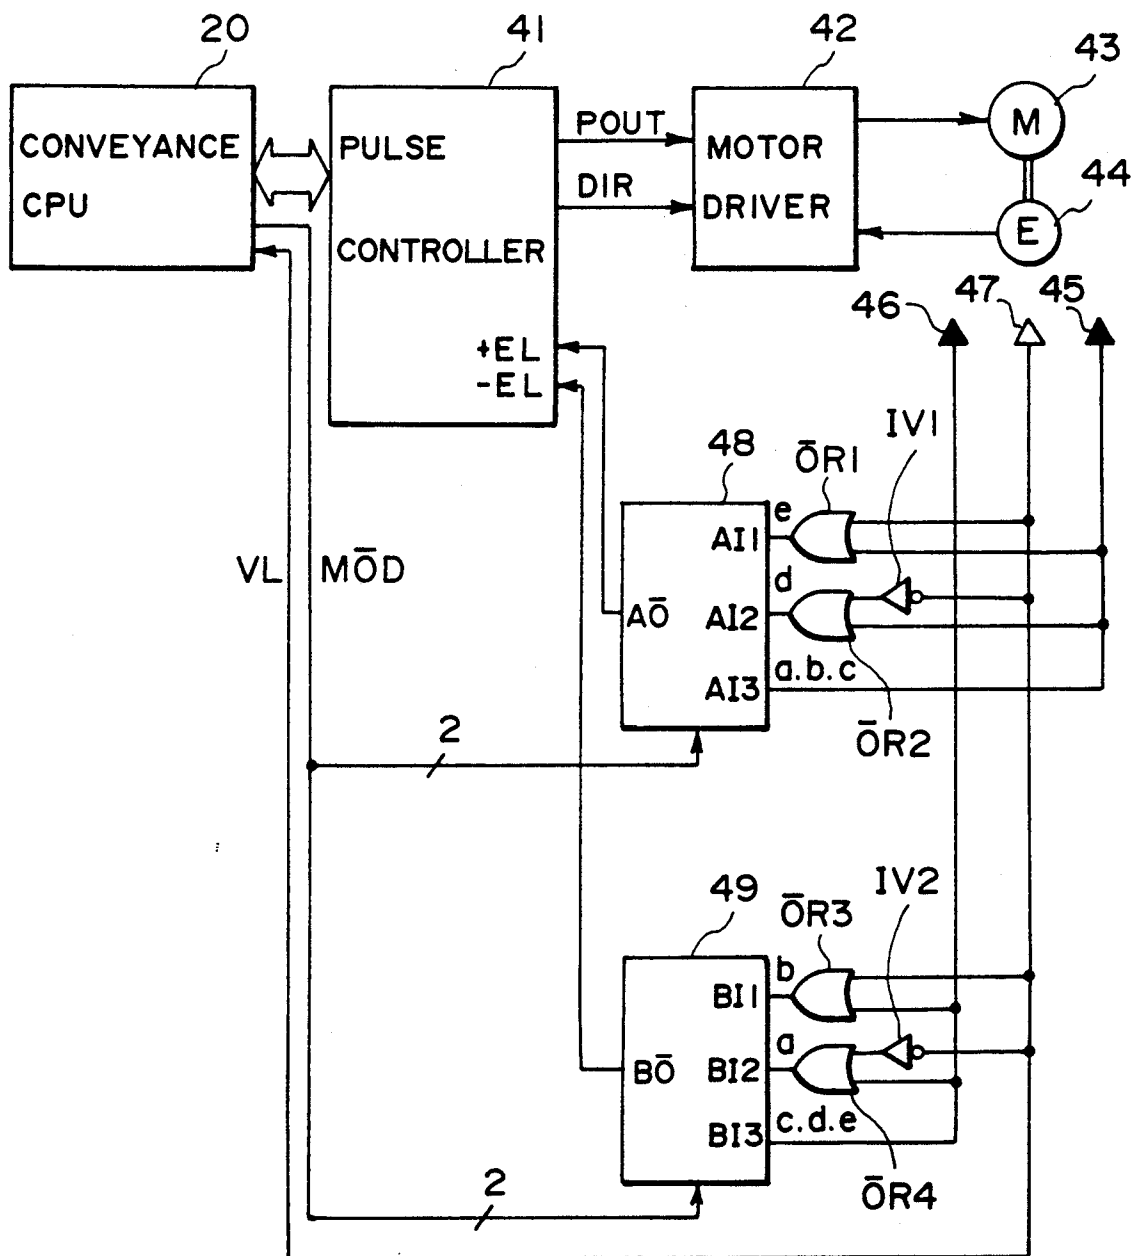 20
41
42
43
CONVEYANCE
CPU
PULSE
CONTROLLER
POUT
DIR
MOTOR
DRIVER
M
44
E
46
47
45
+EL
-EL
IV1
48
ŌR1
e
AI1
VL
MŌD
d
AŌ
AI2
a.b.c
AI3
ŌR2
2
49
ŌR3
IV2
b
BI1
a
BŌ
BI2
c.d.e
BI3
ŌR4
2